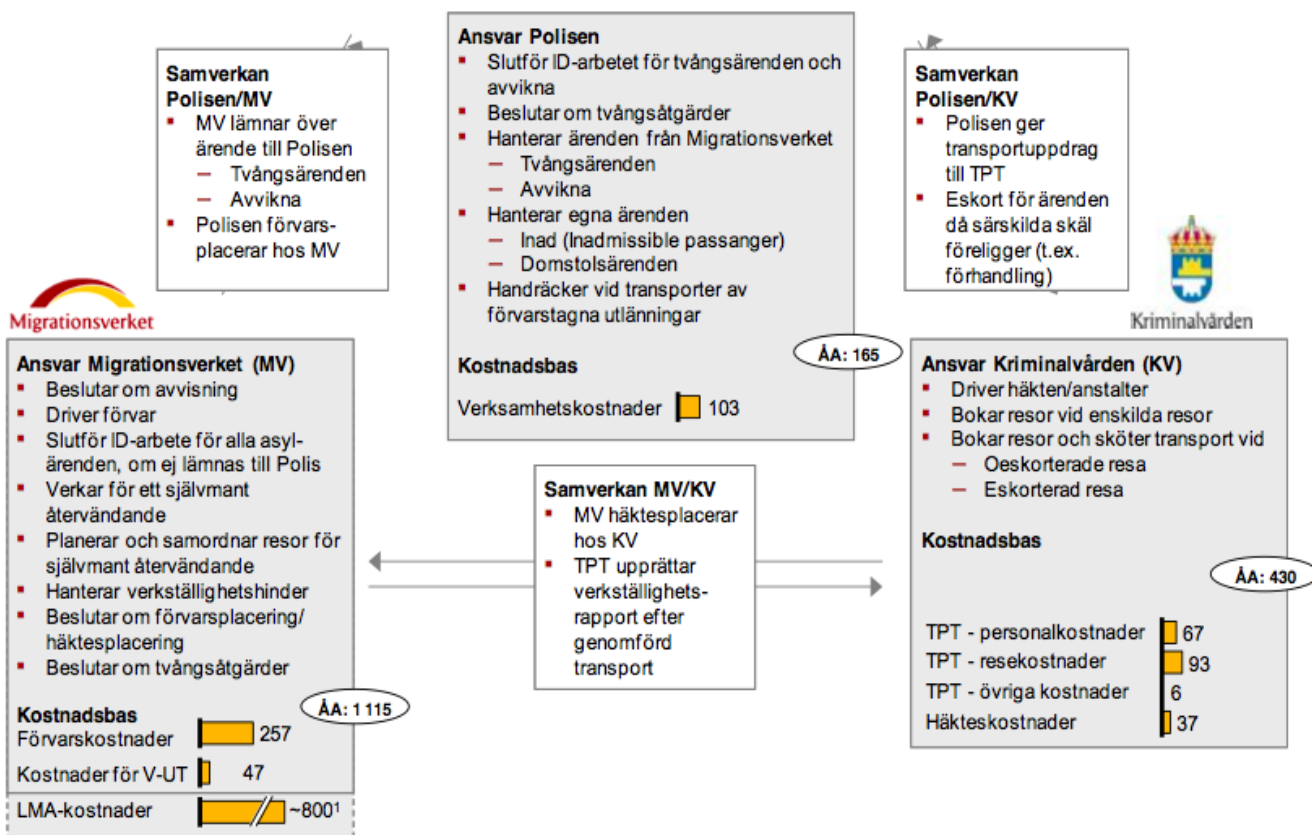 Samverkan
Polisen/MV
▪ MV lämnar över
ärende till Polisen
– Tvångsärenden
– Avvikna
▪ Polisen förvars-
placerar hos MV
Ansvar Polisen
▪ Slutför ID-arbetet för tvångsärenden och
avvikna
▪ Beslutar om tvångsåtgärder
▪ Hanterar ärenden från Migrationsverket
– Tvångsärenden
– Avvikna
▪ Hanterar egna ärenden
– Inad (Inadmissible passanger)
– Domstolsärenden
▪ Handräcker vid transporter av
förvarstagna utlänningar
ÅA: 165
Kostnadsbas
Verksamhetskostnader 103
Samverkan
Polisen/KV
▪ Polisen ger
transportuppdrag
till TPT
▪ Eskort för ärenden
då särskilda skäl
föreligger (t.ex.
förhandling)
Migrationsverket
Kriminalvården
Ansvar Migrationsverket (MV)
▪ Beslutar om avvisning
▪ Driver förvar
▪ Slutför ID-arbete för alla asyl-
ärenden, om ej lämnas till Polis
▪ Verkar för ett självmant
återvändande
▪ Planerar och samordnar resor för
självmant återvändande
▪ Hanterar verkställighetshinder
▪ Beslutar om förvarsplacering/
häktesplacering
▪ Beslutar om tvångsåtgärder
ÅA: 1 115
Kostnadsbas
Förvarskostnader 257
Kostnader för V-UT 47
LMA-kostnader ~800¹
Samverkan MV/KV
▪ MV häktesplacerar
hos KV
▪ TPT upprättar
verkställighets-
rapport efter
genomförd
transport
Ansvar Kriminalvården (KV)
▪ Driver häkten/anstalter
▪ Bokar resor vid enskilda resor
▪ Bokar resor och sköter transport vid
– Oeskorterade resa
– Eskorterad resa
Kostnadsbas
ÅA: 430
TPT - personalkostnader 67
TPT - resekostnader 93
TPT - övriga kostnader 6
Häkteskostnader 37